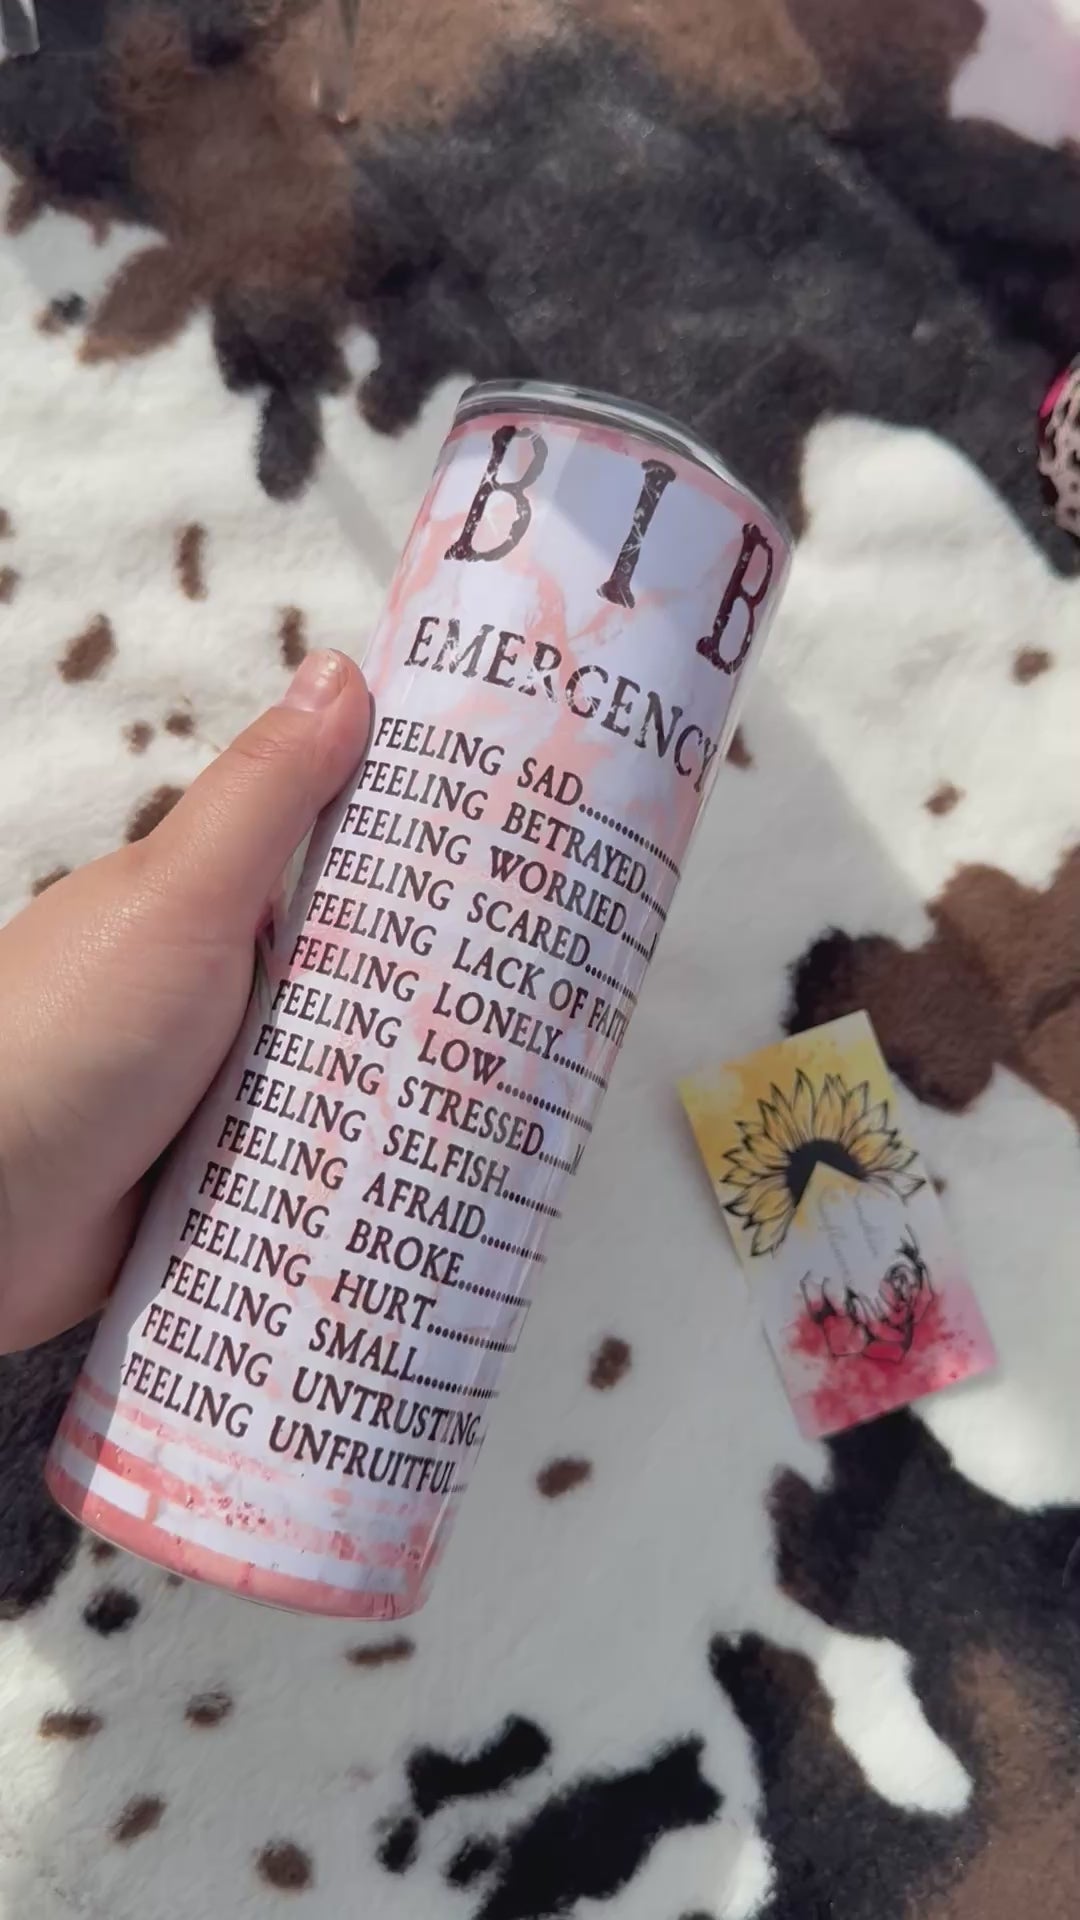 B I B
EMERGENCY
FEELING SAD................
FEELING BETRAYED......
FEELING WORRIED......
FEELING SCARED.........
FEELING LACK OF FAITH
FEELING LONELY..........
FEELING LOW................
FEELING STRESSED......
FEELING SELFISH..........
FEELING AFRAID...........
FEELING BROKE............
FEELING HURT...............
FEELING SMALL..............
FEELING UNTRUSTING..
FEELING UNFRUITFUL...